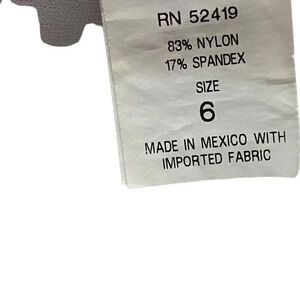 RN 52419
83% NYLON
17% SPANDEX
SIZE
6
MADE IN MEXICO WITH
IMPORTED FABRIC